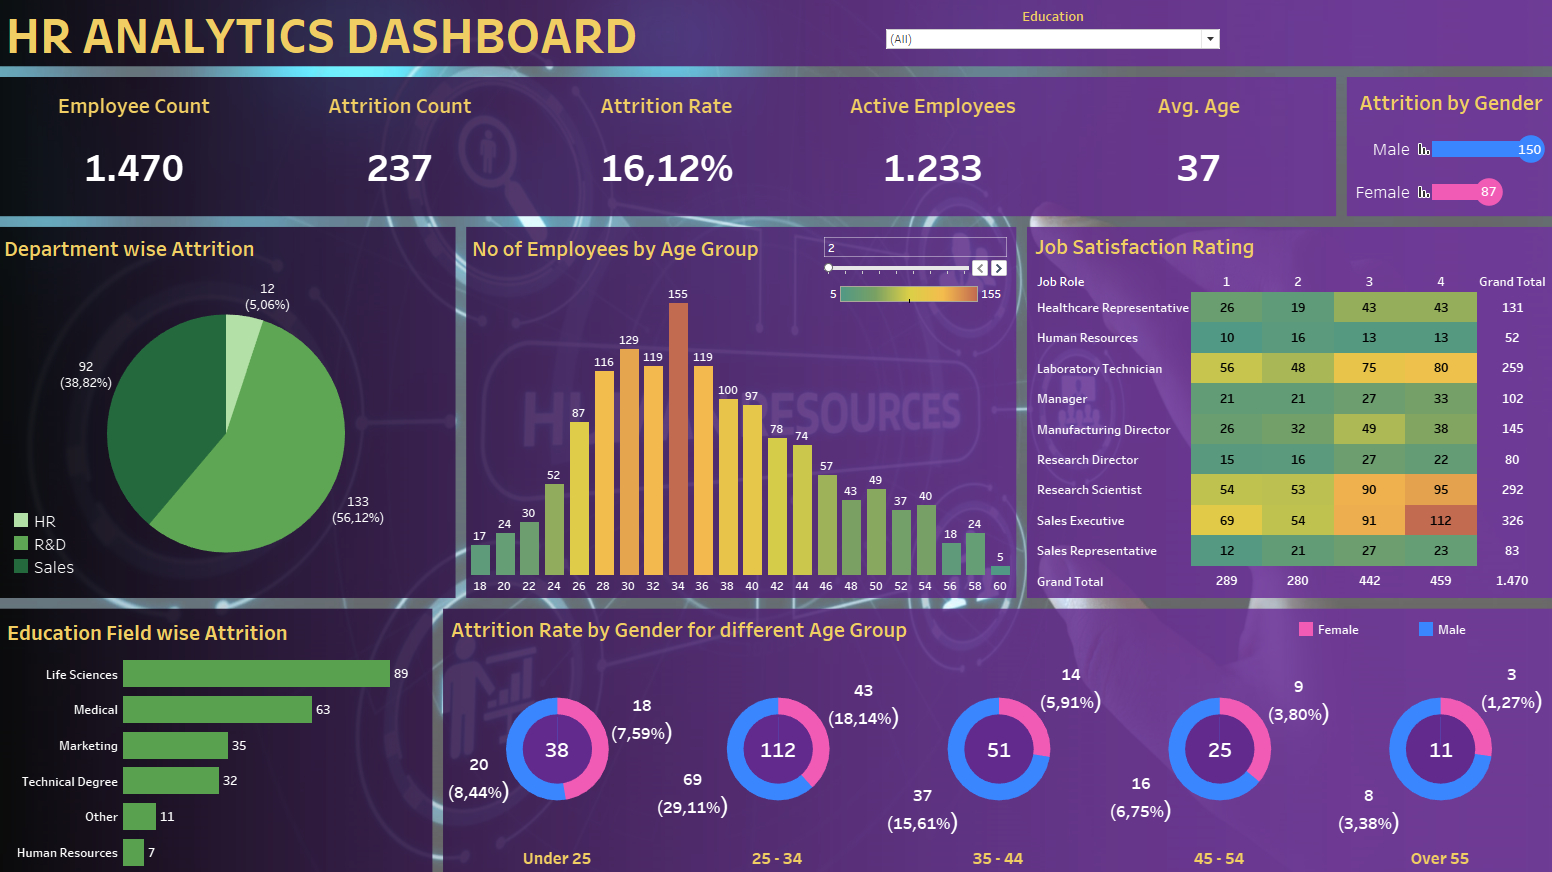 HR ANALYTICS DASHBOARD
Education
(All)
Employee Count
1.470
Attrition Count
237
Attrition Rate
16,12%
Active Employees
1.233
Avg. Age
37
Attrition by Gender
Male 150
Female 87
Department wise Attrition
12
(5,06%)
92
(38,82%)
133
(56,12%)
HR
R&D
Sales
No of Employees by Age Group
2
5 155
155
129
116 119 119
100 97
87
78 74
57
52
43 49
37 40
30
24
17
18 24
5
18 20 22 24 26 28 30 32 34 36 38 40 42 44 46 48 50 52 54 56 58 60
HUMAN RESOURCES
Job Satisfaction Rating
Job Role 1 2 3 4 Grand Total
Healthcare Representative 26 19 43 43 131
Human Resources 10 16 13 13 52
Laboratory Technician 56 48 75 80 259
Manager 21 21 27 33 102
Manufacturing Director 26 32 49 38 145
Research Director 15 16 27 22 80
Research Scientist 54 53 90 95 292
Sales Executive 69 54 91 112 326
Sales Representative 12 21 27 23 83
Grand Total 289 280 442 459 1.470
Education Field wise Attrition
Life Sciences 89
Medical 63
Marketing 35
Technical Degree 32
Other 11
Human Resources 7
Attrition Rate by Gender for different Age Group
Female
Male
18
(7,59%)
38
20
(8,44%)
Under 25
43
(18,14%)
112
69
(29,11%)
25 - 34
14
(5,91%)
51
37
(15,61%)
35 - 44
9
(3,80%)
25
16
(6,75%)
45 - 54
3
(1,27%)
11
8
(3,38%)
Over 55